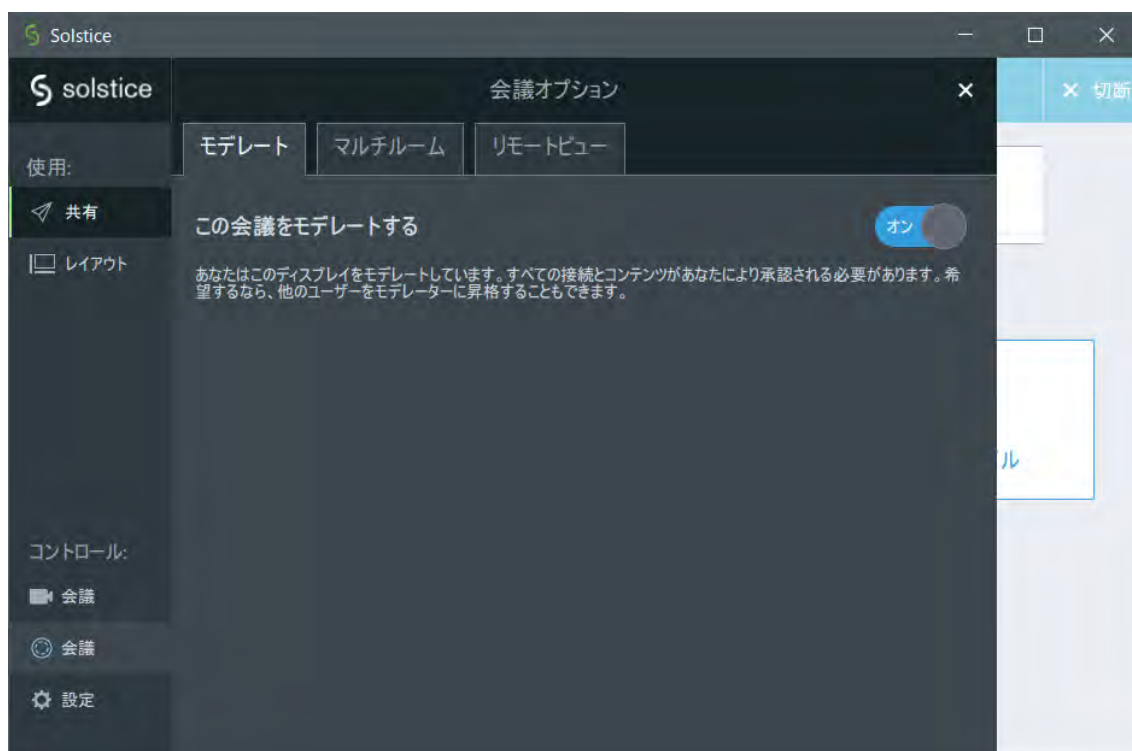 Solstice
solstice
会議オプション
切断
モデレート
マルチルーム
リモートビュー
使用:
共有
レイアウト
この会議をモデレートする
オン
あなたはこのディスプレイをモデレートしています。すべての接続とコンテンツがあなたにより承認される必要があります。希
望するなら、他のユーザーをモデレーターに昇格することもできます。
ル
コントロール:
会議
会議
設定